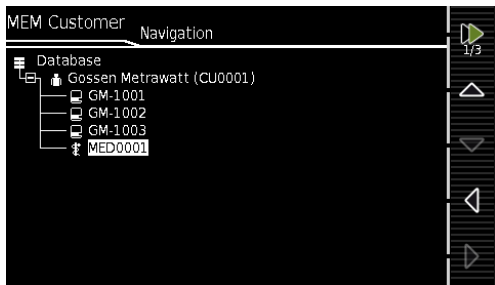 MEM Customer
Navigation
1/3
Database
Gossen Metrawatt (CU0001)
GM-1001
GM-1002
GM-1003
MED0001